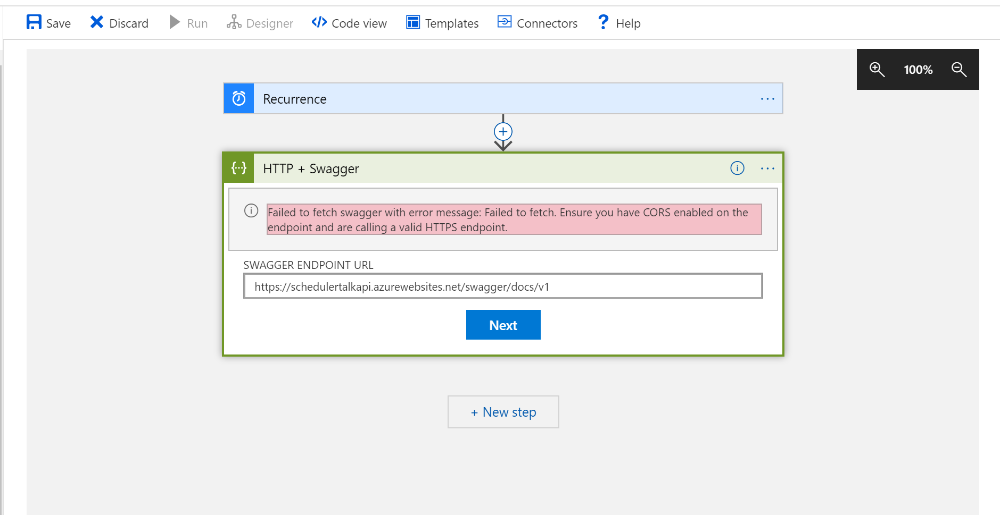 Save Discard Run Designer Code view Templates Connectors Help
100%
Recurrence
HTTP + Swagger
Failed to fetch swagger with error message: Failed to fetch. Ensure you have CORS enabled on the
endpoint and are calling a valid HTTPS endpoint.
SWAGGER ENDPOINT URL
https://schedulertalkapi.azurewebsites.net/swagger/docs/v1
Next
+ New step